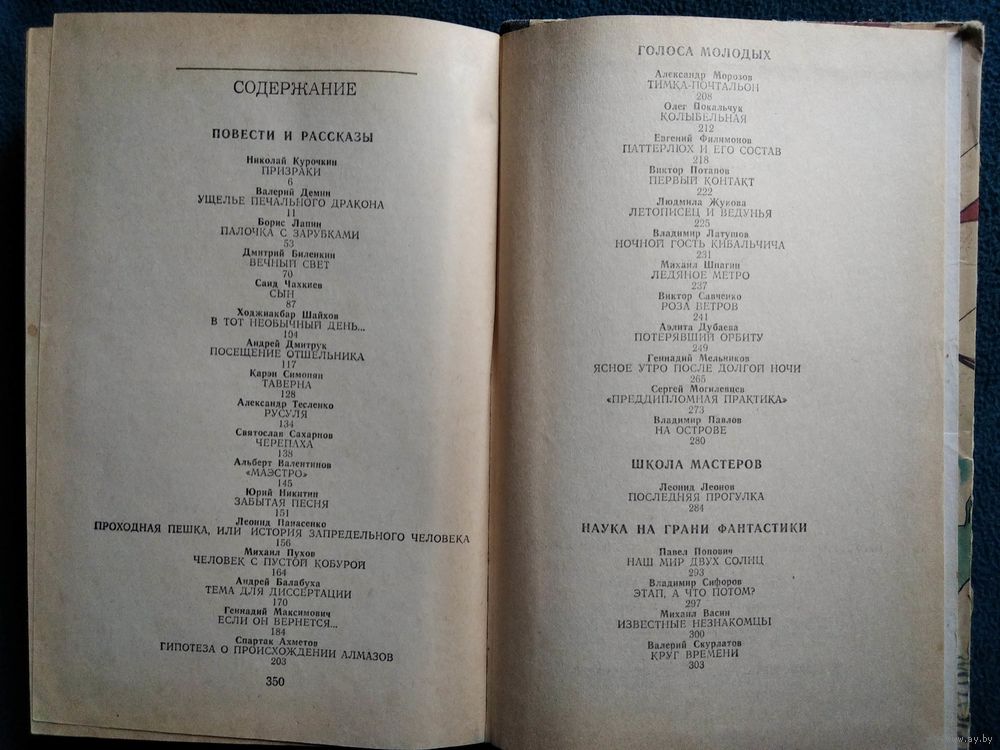 СОДЕРЖАНИЕ
ПОВЕСТИ И РАССКАЗЫ
Николай Курочкин
ПРИЗРАКИ
6
Валерий Демин
УЩЕЛЬЕ ПЕЧАЛЬНОГО ДРАКОНА
11
Борис Лапин
ПАЛОЧКА С ЗАРУБКАМИ
53
Дмитрий Биленкин
ВЕЧНЫЙ СВЕТ
70
Саид Чахкиев
СЫН
87
Ходжиакбар Шайхов
В ТОТ НЕОБЫЧНЫЙ ДЕНЬ...
104
Андрей Дмитрук
ПОСЕЩЕНИЕ ОТШЕЛЬНИКА
117
Карэн Симонян
ТАВЕРНА
128
Александр Тесленко
РУСУЛЯ
134
Святослав Сахарнов
ЧЕРЕПАХА
138
Альберт Валентинов
«МАЭСТРО»
145
Юрий Никитин
ЗАБЫТАЯ ПЕСНЯ
151
Леонид Панасенко
ПРОХОДНАЯ ПЕШКА, ИЛИ ИСТОРИЯ ЗАПРЕДЕЛЬНОГО ЧЕЛОВЕКА
156
Михаил Пухов
ЧЕЛОВЕК С ПУСТОЙ КОБУРОЙ
164
Андрей Балабуха
ТЕМА ДЛЯ ДИССЕРТАЦИИ
170
Геннадий Максимович
ЕСЛИ ОН ВЕРНЕТСЯ...
184
Спартак Ахметов
ГИПОТЕЗА О ПРОИСХОЖДЕНИИ АЛМАЗОВ
203
350
ГОЛОСА МОЛОДЫХ
Александр Морозов
ТИМКА-ПОЧТАЛЬОН
208
Олег Покальчук
КОЛЫБЕЛЬНАЯ
212
Евгений Филимонов
ПАТТЕРЛЮХ И ЕГО СОСТАВ
218
Виктор Потапов
ПЕРВЫЙ КОНТАКТ
222
Людмила Жукова
ЛЕТОПИСЕЦ И ВЕДУНЬЯ
225
Владимир Латушов
НОЧНОЙ ГОСТЬ КИБАЛЬЧИЧА
231
Михаил Шпагин
ЛЕДЯНОЕ МЕТРО
237
Виктор Савченко
РОЗА ВЕТРОВ
241
Аэлита Дубаева
ПОТЕРЯВШИЙ ОРБИТУ
249
Геннадий Мельников
ЯСНОЕ УТРО ПОСЛЕ ДОЛГОЙ НОЧИ
265
Сергей Могилевцев
«ПРЕДДИПЛОМНАЯ ПРАКТИКА»
273
Владимир Павлов
НА ОСТРОВЕ
280
ШКОЛА МАСТЕРОВ
Леонид Леонов
ПОСЛЕДНЯЯ ПРОГУЛКА
284
НАУКА НА ГРАНИ ФАНТАСТИКИ
Павел Попович
НАШ МИР ДВУХ СОЛНЦ
293
Владимир Сифоров
ЭТАП, А ЧТО ПОТОМ?
297
Михаил Васин
ИЗВЕСТНЫЕ НЕЗНАКОМЦЫ
300
Валерий Скурлатов
КРУГ ВРЕМЕНИ
303
www.ay.by